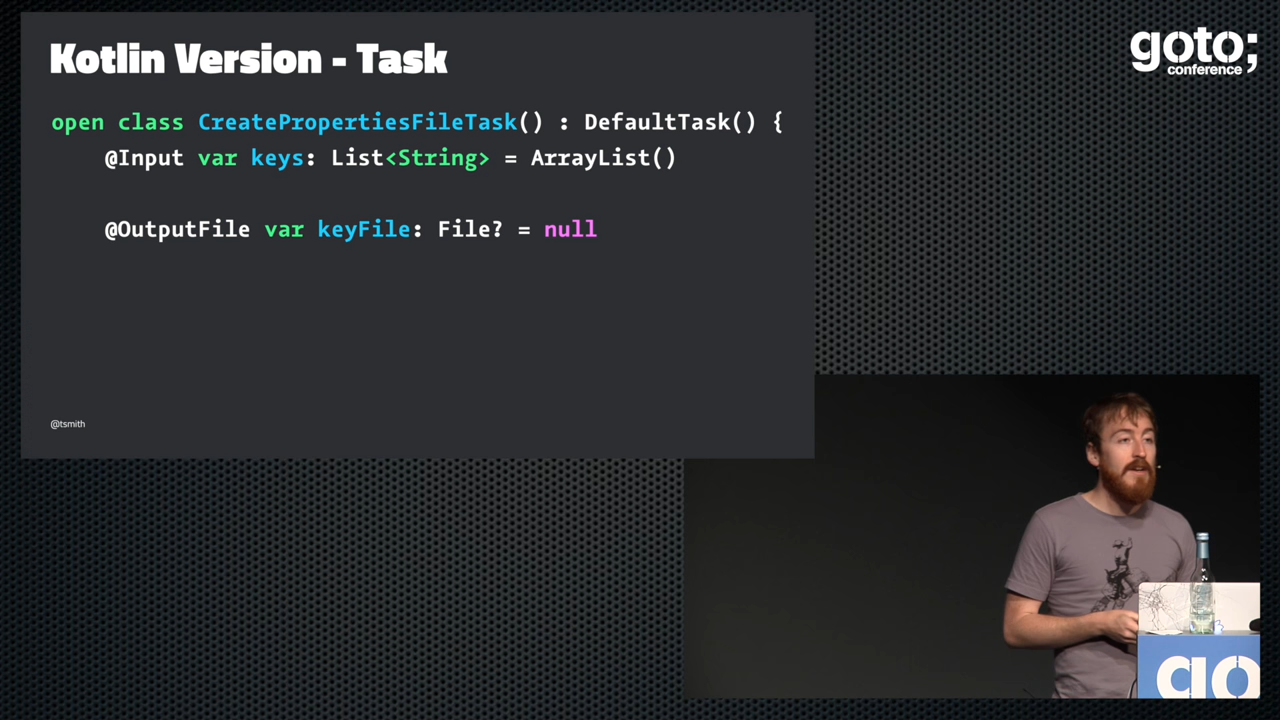 Kotlin Version - Task
goto;
conference
open class CreatePropertiesFileTask() : DefaultTask() {
@Input var keys: List<String> = ArrayList()
@OutputFile var keyFile: File? = null
@tsmith
go